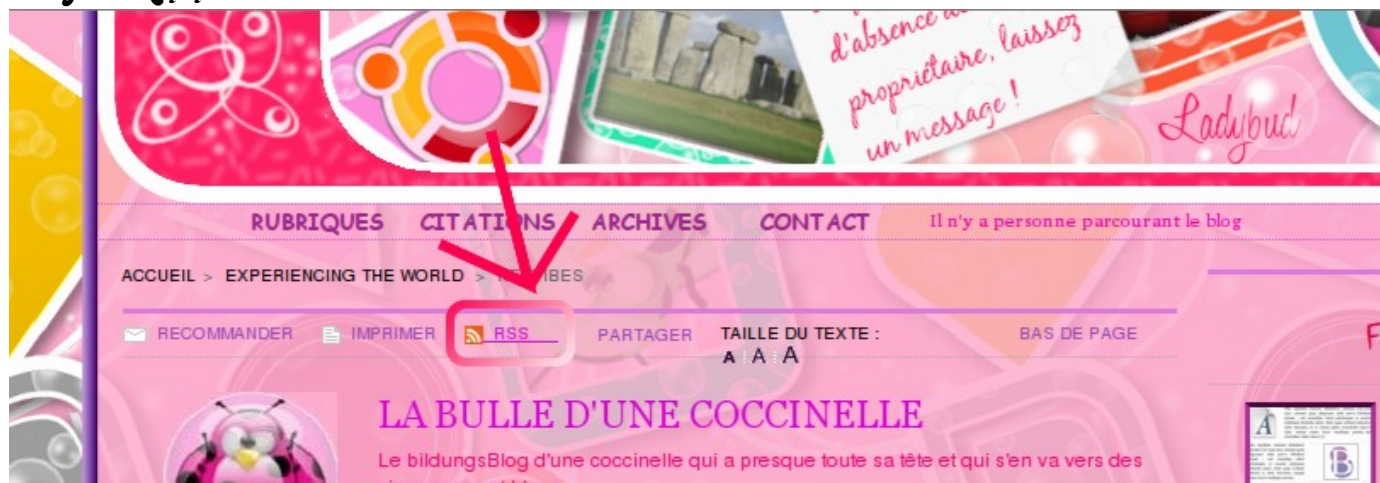 d'absence
propriétaire, laissez
un message !
Ladybud
RUBRIQUES CITATIONS ARCHIVES CONTACT Il n'y a personne parcourant le blog
ACCUEIL > EXPERIENCING THE WORLD >
RECOMMANDER IMPRIMER RSS PARTAGER TAILLE DU TEXTE : BAS DE PAGE
A A A
F
LA BULLE D'UNE COCCINELLE
Le bildungsBlog d'une coccinelle qui a presque toute sa tête et qui s'en va vers des
A
B